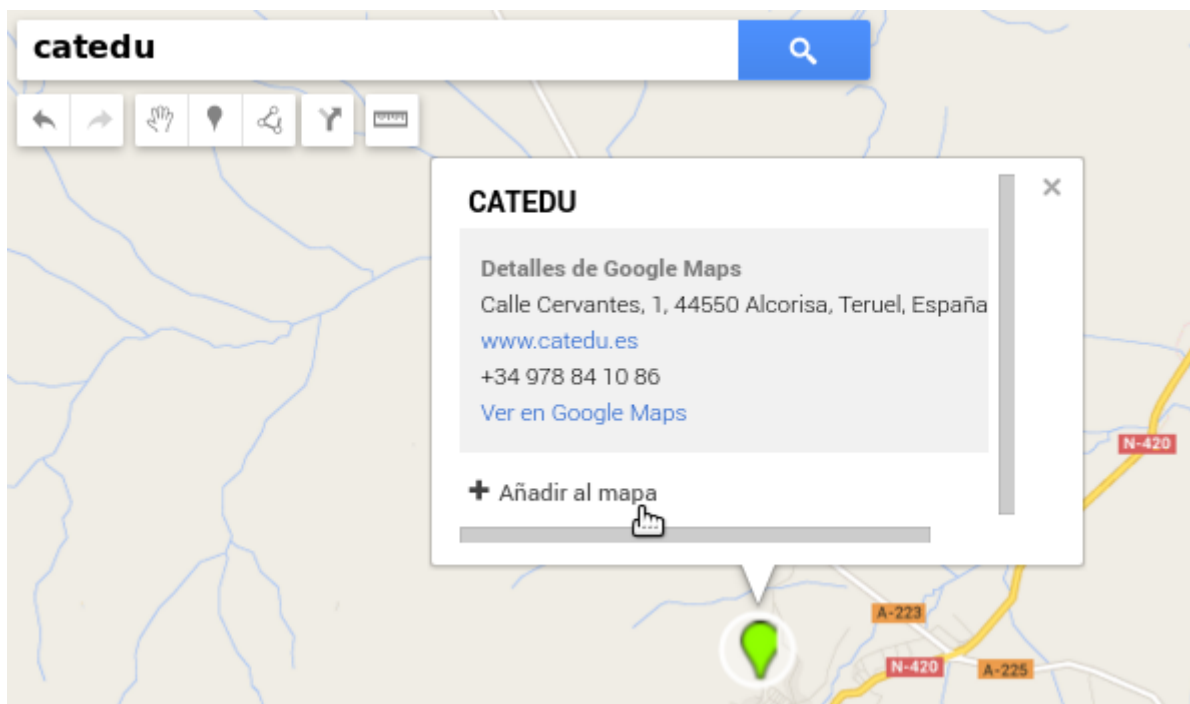 catedu
CATEDU
Detalles de Google Maps
Calle Cervantes, 1, 44550 Alcorisa, Teruel, España
www.catedu.es
+34 978 84 10 86
Ver en Google Maps
+ Añadir al mapa
N-420
A-223
N-420
A-225